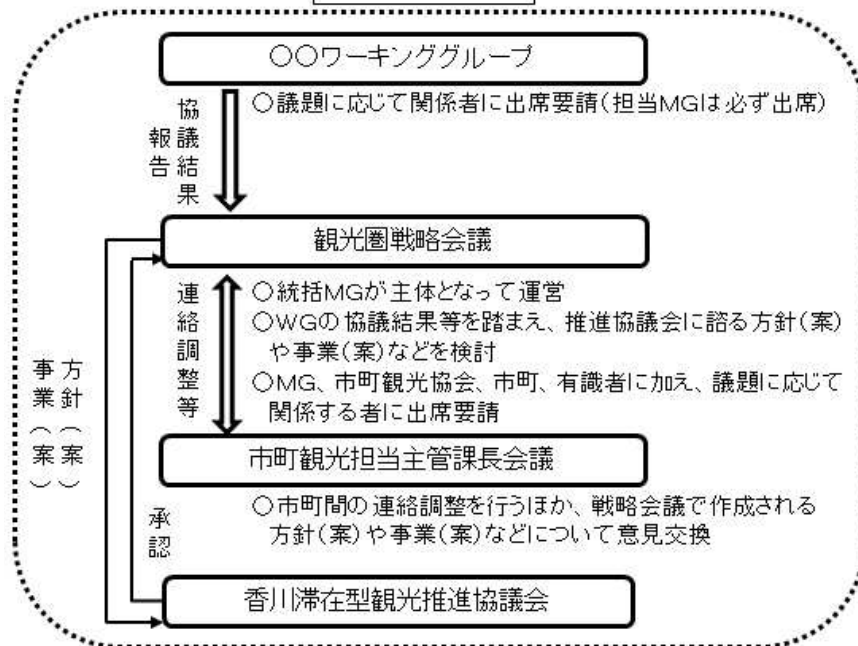 〇〇ワーキンググループ
〇議題に応じて関係者に出席要請(担当MGは必ず出席)
協議結果
報告
観光圏戦略会議
連絡調整等
〇統括MGが主体となって運営
〇WGの協議結果等を踏まえ、推進協議会に諮る方針(案)
や事業(案)などを検討
〇MG、市町観光協会、市町、有識者に加え、議題に応じて
関係する者に出席要請
方針(案)
事業(案)
市町観光担当主管課長会議
〇市町間の連絡調整を行うほか、戦略会議で作成される
方針(案)や事業(案)などについて意見交換
承認
香川滞在型観光推進協議会